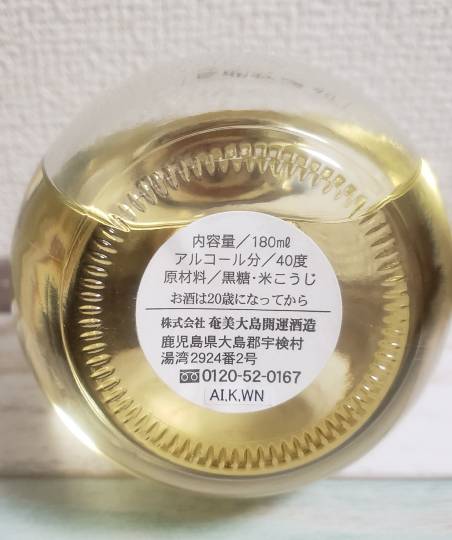 内容量／180㎖
アルコール分／40度
原材料／黒糖・米こうじ
お酒は20歳になってから
株式会社 奄美大島開運酒造
鹿児島県大島郡宇検村
湯湾2924番2号
0120-52-0167
AI.K.WN